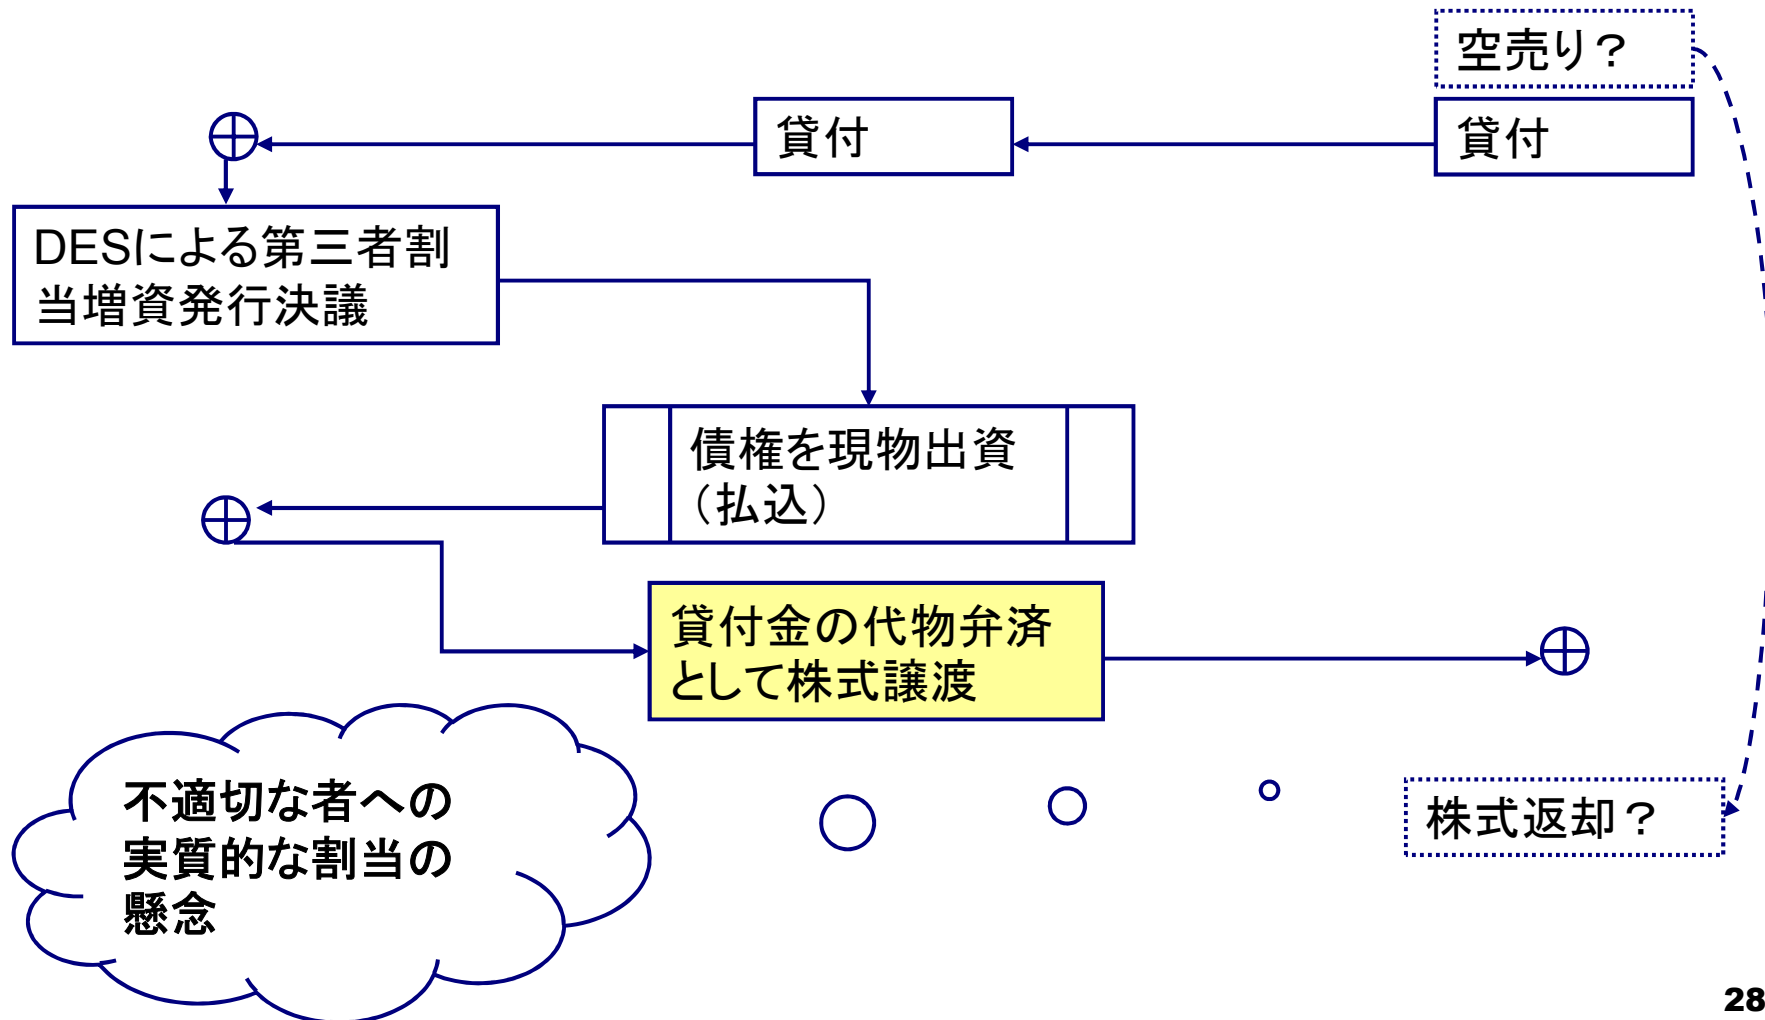 空売り？
貸付
貸付
DESによる第三者割
当増資発行決議
債権を現物出資
（払込）
貸付金の代物弁済
として株式譲渡
不適切な者への
実質的な割当の
懸念
株式返却？
28